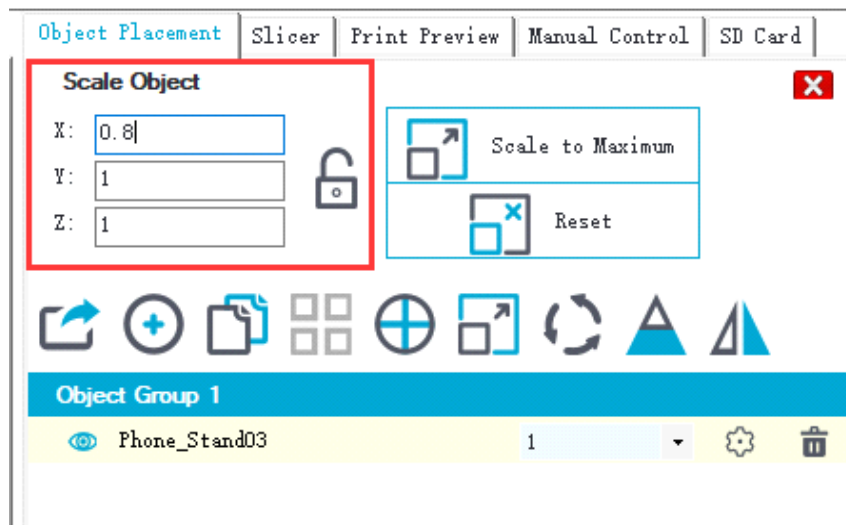 Object Placement Slicer Print Preview Manual Control SD Card
Scale Object
X: 0.8
Y: 1
Z: 1
Scale to Maximum
Reset
Object Group 1
Phone_Stand03 1